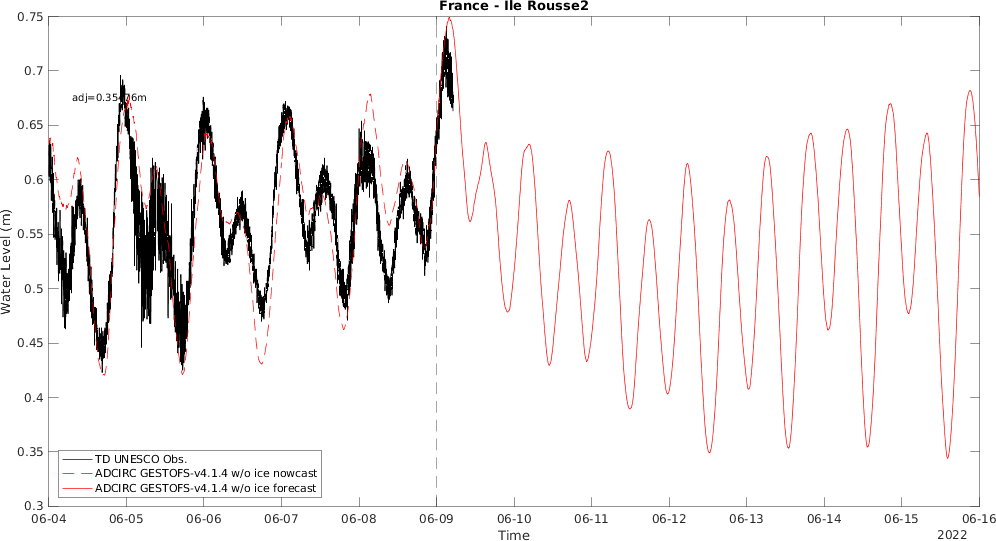 France - Ile Rousse2
0.75
0.7
0.65
0.6
0.55
0.5
0.45
0.4
0.35
0.3
Water Level (m)
TD UNESCO Obs.
ADCIRC GESTOFS-v4.1.4 w/o ice nowcast
ADCIRC GESTOFS-v4.1.4 w/o ice forecast
06-04 06-05 06-06 06-07 06-08 06-09 06-10 06-11 06-12 06-13 06-14 06-15 06-16
Time
2022